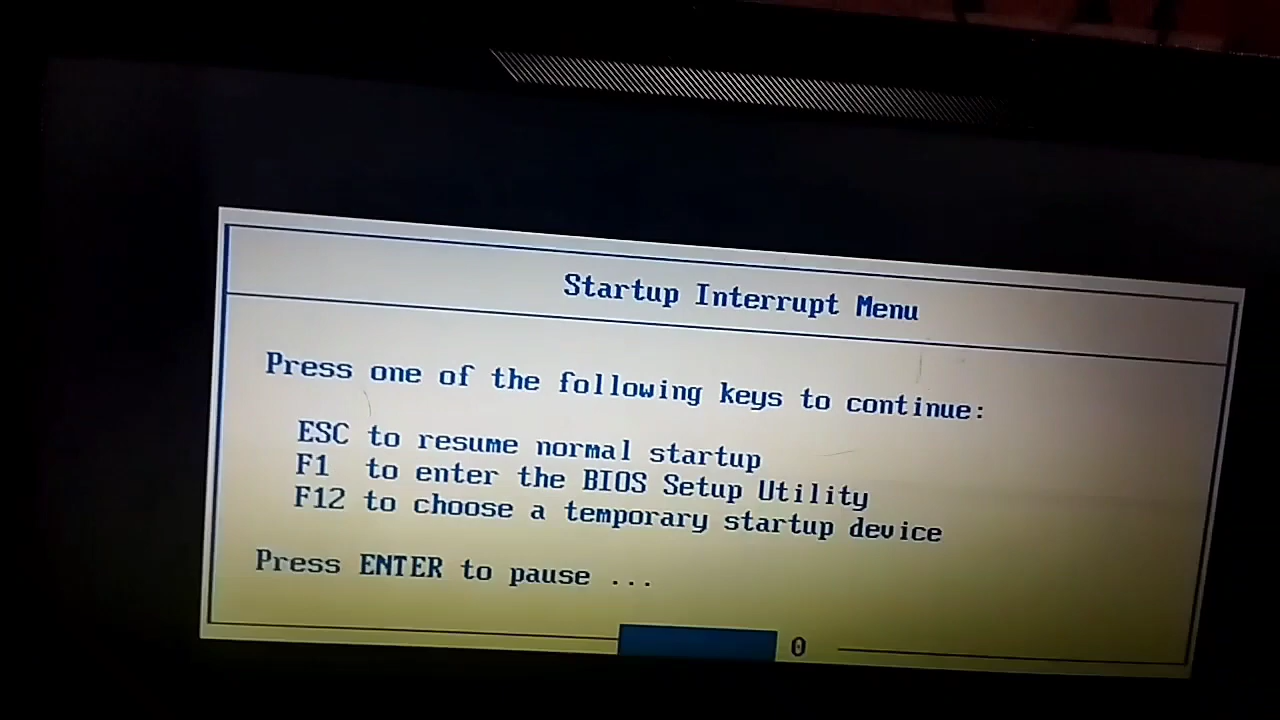 Startup Interrupt Menu
Press one of the following keys to continue:
ESC to resume normal startup
F1 to enter the BIOS Setup Utility
F12 to choose a temporary startup device
Press ENTER to pause ...
0